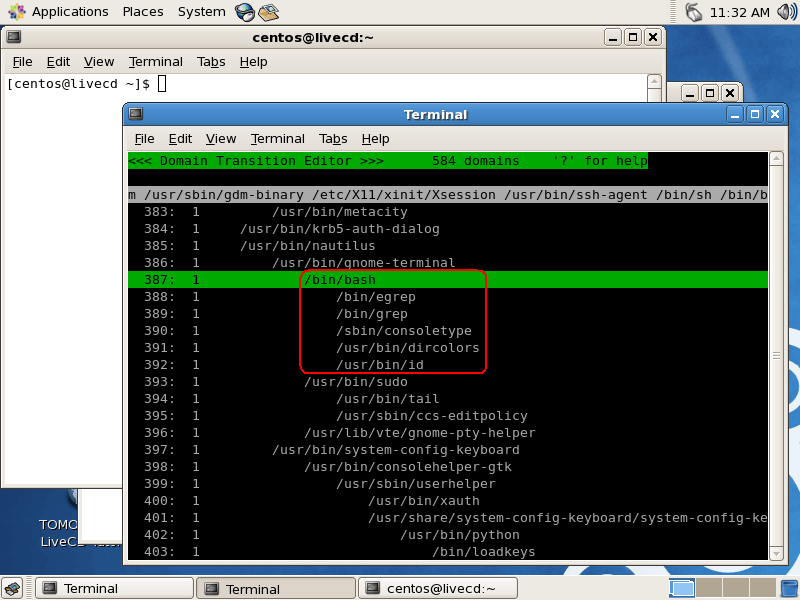 Applications Places System 11:32 AM
centos@livecd:~
File Edit View Terminal Tabs Help
[centos@livecd ~]$
Terminal
File Edit View Terminal Tabs Help
<<< Domain Transition Editor >>> 584 domains '?' for help
m /usr/sbin/gdm-binary /etc/X11/xinit/Xsession /usr/bin/ssh-agent /bin/sh /bin/b
383: 1 /usr/bin/metacity
384: 1 /usr/bin/krb5-auth-dialog
385: 1 /usr/bin/nautilus
386: 1 /usr/bin/gnome-terminal
387: 1 /bin/bash
388: 1 /bin/egrep
389: 1 /bin/grep
390: 1 /sbin/consoletype
391: 1 /usr/bin/dircolors
392: 1 /usr/bin/id
393: 1 /usr/bin/sudo
394: 1 /usr/bin/tail
395: 1 /usr/sbin/ccs-editpolicy
396: 1 /usr/lib/vte/gnome-pty-helper
397: 1 /usr/bin/system-config-keyboard
398: 1 /usr/bin/consolehelper-gtk
399: 1 /usr/sbin/userhelper
400: 1 /usr/bin/xauth
401: 1 /usr/share/system-config-keyboard/system-config-ke
402: 1 /usr/bin/python
403: 1 /bin/loadkeys
TOMO
LiveCD
Terminal Terminal centos@livecd:~